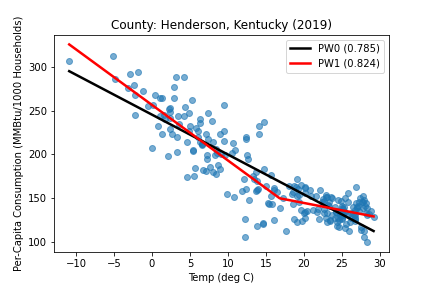 County: Henderson, Kentucky (2019)
Per-Capita Consumption (MMBtu/1000 Households)
300
250
200
150
100
PW0 (0.785)
PW1 (0.824)
−10 −5 0 5 10 15 20 25 30
Temp (deg C)